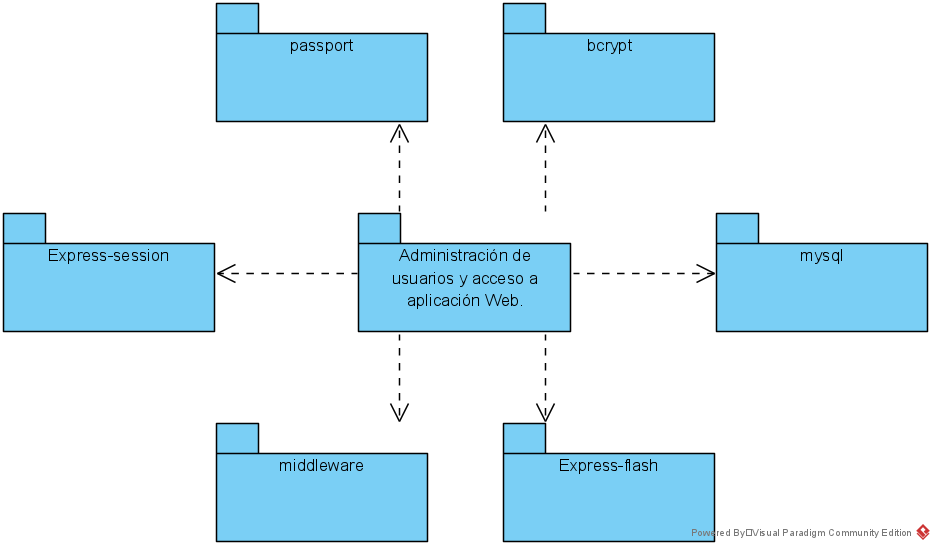 passport
bcrypt
Express-session
Administración de
usuarios y acceso a
aplicación Web.
mysql
middleware
Express-flash
Powered By Visual Paradigm Community Edition